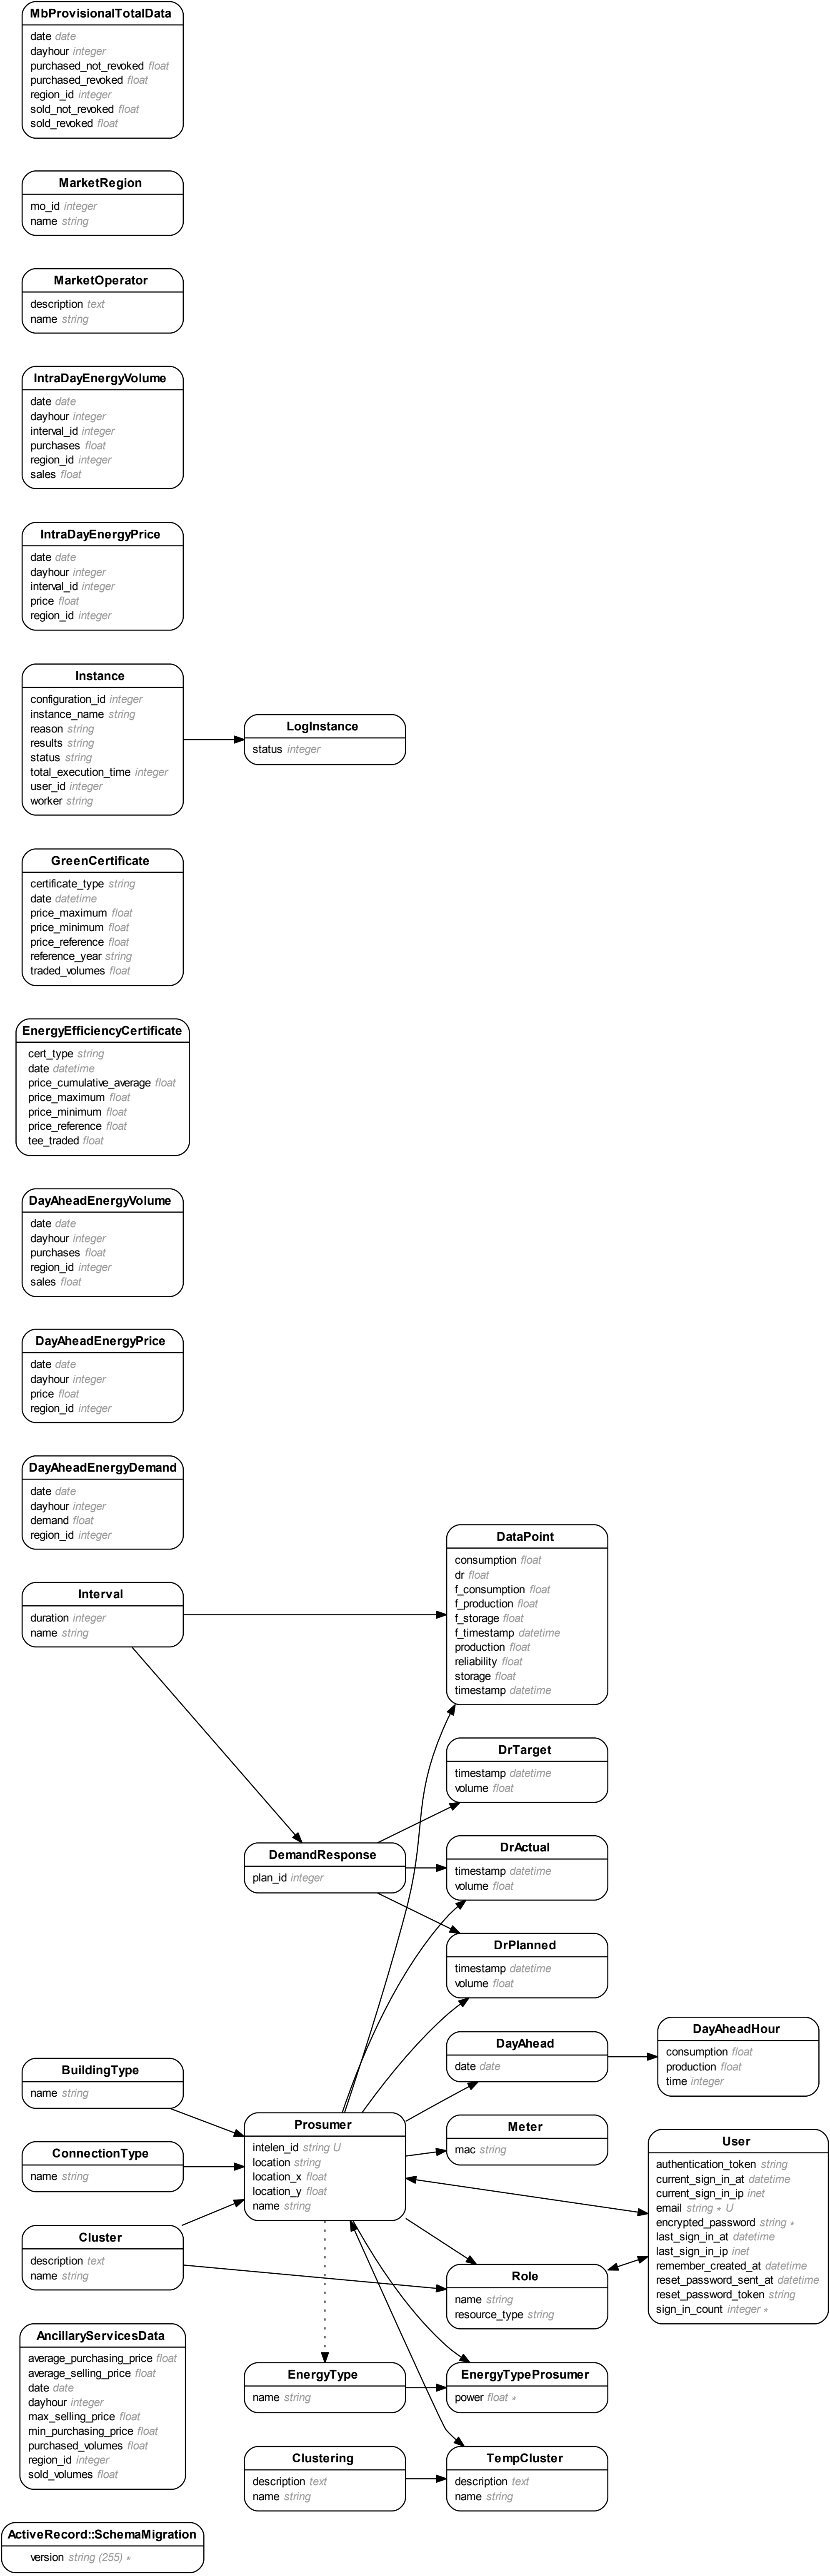 MbProvisionalTotalData
date date
dayhour integer
purchased_not_revoked float
purchased_revoked float
region_id integer
sold_not_revoked float
sold_revoked float
MarketRegion
mo_id integer
name string
MarketOperator
description text
name string
IntraDayEnergyVolume
date date
dayhour integer
interval_id integer
purchases float
region_id integer
sales float
IntraDayEnergyPrice
date date
dayhour integer
interval_id integer
price float
region_id integer
Instance
configuration_id integer
instance_name string
reason string
results string
status string
total_execution_time integer
user_id integer
worker string
LogInstance
status integer
GreenCertificate
certificate_type string
date datetime
price_maximum float
price_minimum float
price_reference float
reference_year string
traded_volumes float
EnergyEfficiencyCertificate
cert_type string
date datetime
price_cumulative_average float
price_maximum float
price_minimum float
price_reference float
tee_traded float
DayAheadEnergyVolume
date date
dayhour integer
purchases float
region_id integer
sales float
DayAheadEnergyPrice
date date
dayhour integer
price float
region_id integer
DayAheadEnergyDemand
date date
dayhour integer
demand float
region_id integer
Interval
duration integer
name string
DataPoint
consumption float
dr float
f_consumption float
f_production float
f_storage float
f_timestamp datetime
production float
reliability float
storage float
timestamp datetime
DrTarget
timestamp datetime
volume float
DemandResponse
plan_id integer
DrActual
timestamp datetime
volume float
DrPlanned
timestamp datetime
volume float
DayAhead
date date
DayAheadHour
consumption float
production float
time integer
BuildingType
name string
ConnectionType
name string
Cluster
description text
name string
Prosumer
intelen_id string U
location string
location_x float
location_y float
name string
Meter
mac string
User
authentication_token string
current_sign_in_at datetime
current_sign_in_ip inet
email string * U
encrypted_password string *
last_sign_in_at datetime
last_sign_in_ip inet
remember_created_at datetime
reset_password_sent_at datetime
reset_password_token string
sign_in_count integer *
Role
name string
resource_type string
AncillaryServicesData
average_purchasing_price float
average_selling_price float
date date
dayhour integer
max_selling_price float
min_purchasing_price float
purchased_volumes float
region_id integer
sold_volumes float
EnergyType
name string
EnergyTypeProsumer
power float *
Clustering
description text
name string
TempCluster
description text
name string
ActiveRecord::SchemaMigration
version string (255) *